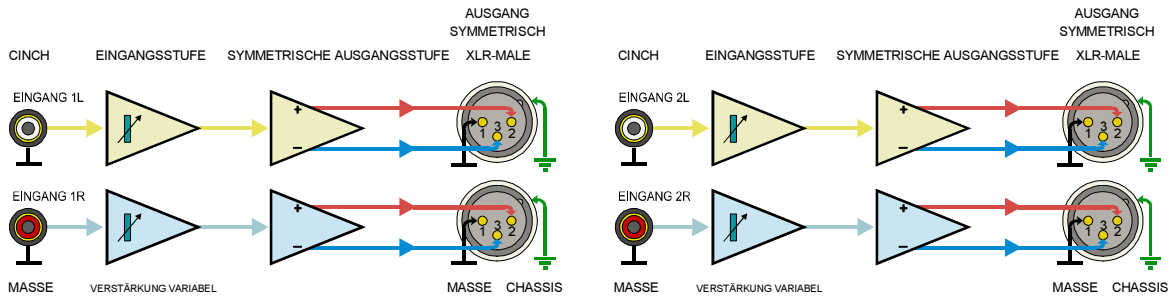 AUSGANG
SYMMETRISCH
CINCH EINGANGSSTUFE SYMMETRISCHE AUSGANGSSTUFE XLR-MALE
EINGANG 1L
+
−
1 3 2
EINGANG 1R
+
−
1 3 2
MASSE VERSTÄRKUNG VARIABEL MASSE CHASSIS
AUSGANG
SYMMETRISCH
CINCH EINGANGSSTUFE SYMMETRISCHE AUSGANGSSTUFE XLR-MALE
EINGANG 2L
+
−
1 3 2
EINGANG 2R
+
−
1 3 2
MASSE VERSTÄRKUNG VARIABEL MASSE CHASSIS